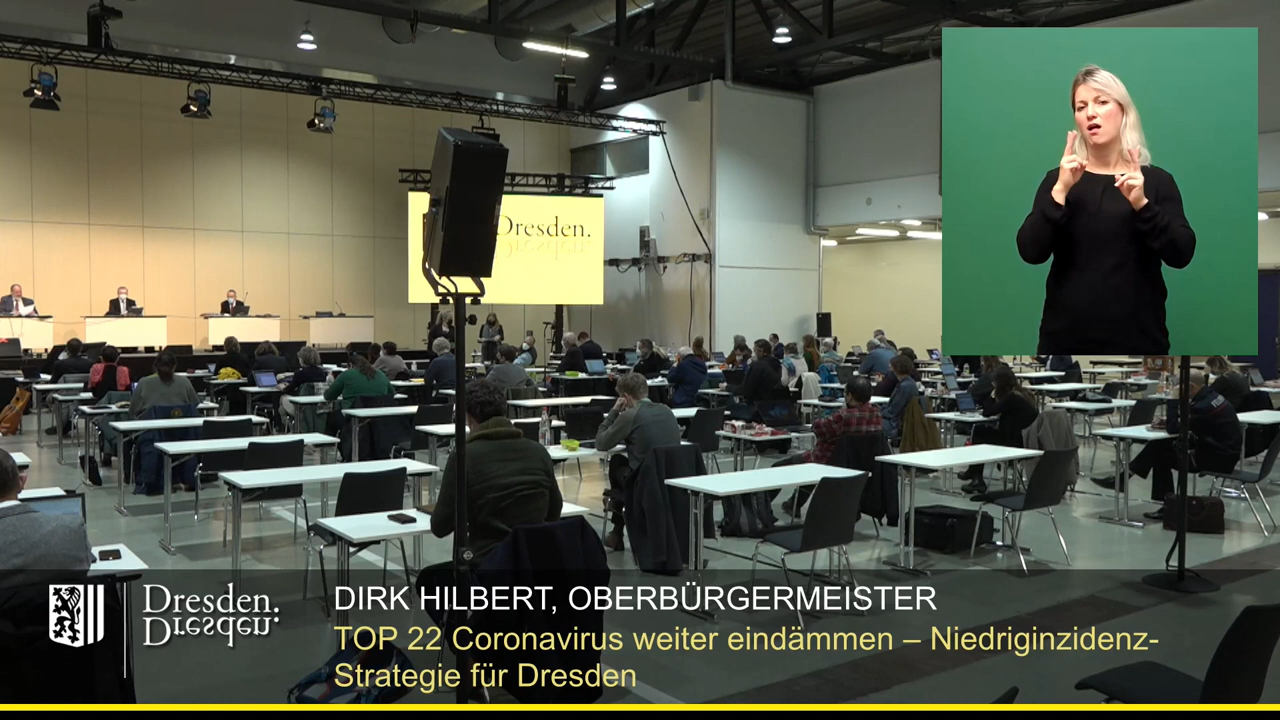 Dresden.
Dresden.
DIRK HILBERT, OBERBÜRGERMEISTER
TOP 22 Coronavirus weiter eindämmen – Niedriginzidenz-
Strategie für Dresden